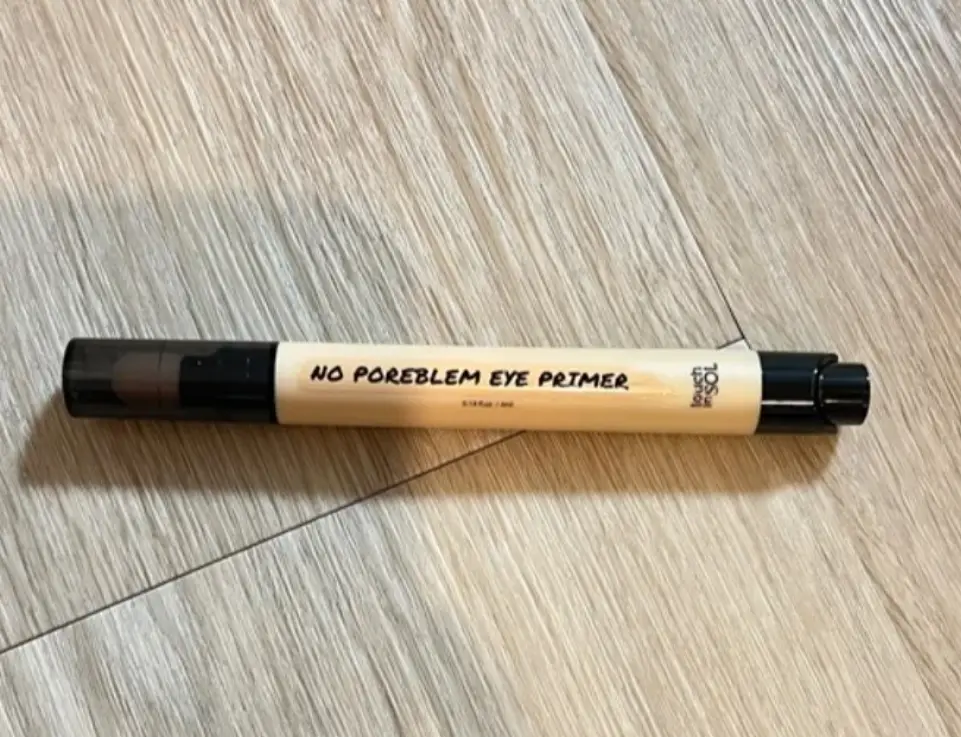 NO POREBLEM EYE PRIMER
touch
in SOL